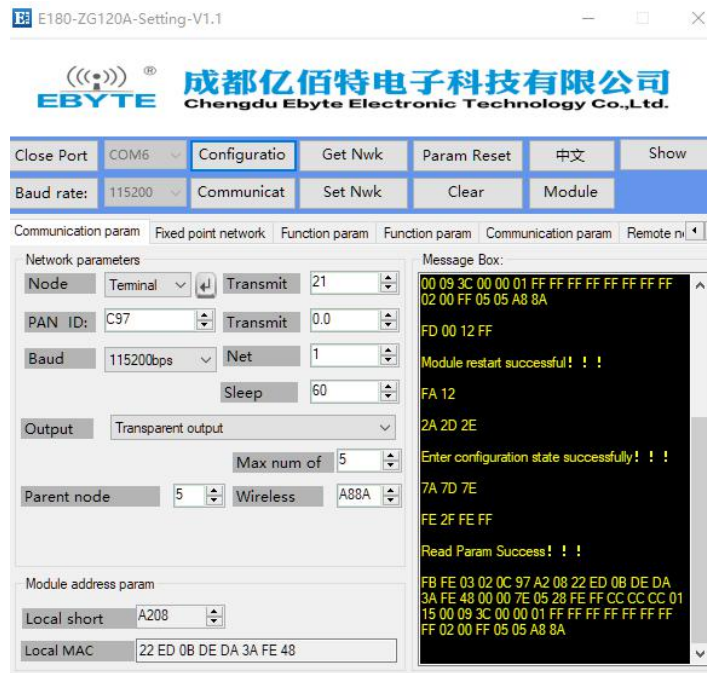 E180-ZG120A-Setting-V1.1
((( ))) ®
EBYTE
成都亿佰特电子科技有限公司
Chengdu Ebyte Electronic Technology Co.,Ltd.
Close Port COM6 Configuratio Get Nwk Param Reset 中文 Show
Baud rate: 115200 Communicat Set Nwk Clear Module
Communication param Fixed point network Function param Function param Communication param Remote n
Network parameters
Node Teminal Transmit 21
PAN ID: C97 Transmit 0.0
Baud 115200bps Net 1
Sleep 60
Output Transparent output
Max num of 5
Parent node 5 Wireless A88A
Module address param
Local short A208
Local MAC 22 ED 0B DE DA 3A FE 48
Message Box:
00 09 3C 00 00 01 FF FF FF FF FF FF FF FF
02 00 FF 05 05 A8 8A
FD 00 12 FF
Module restart successful！！！
FA 12
2A 2D 2E
Enter configuration state successfully！！！
7A 7D 7E
FE 2F FE FF
Read Param Success！！！
FB FE 03 02 0C 97 A2 08 22 ED 0B DE DA
3A FE 48 00 00 7E 05 28 FE FF CC CC CC 01
15 00 09 3C 00 00 01 FF FF FF FF FF FF FF
FF 02 00 FF 05 05 A8 8A